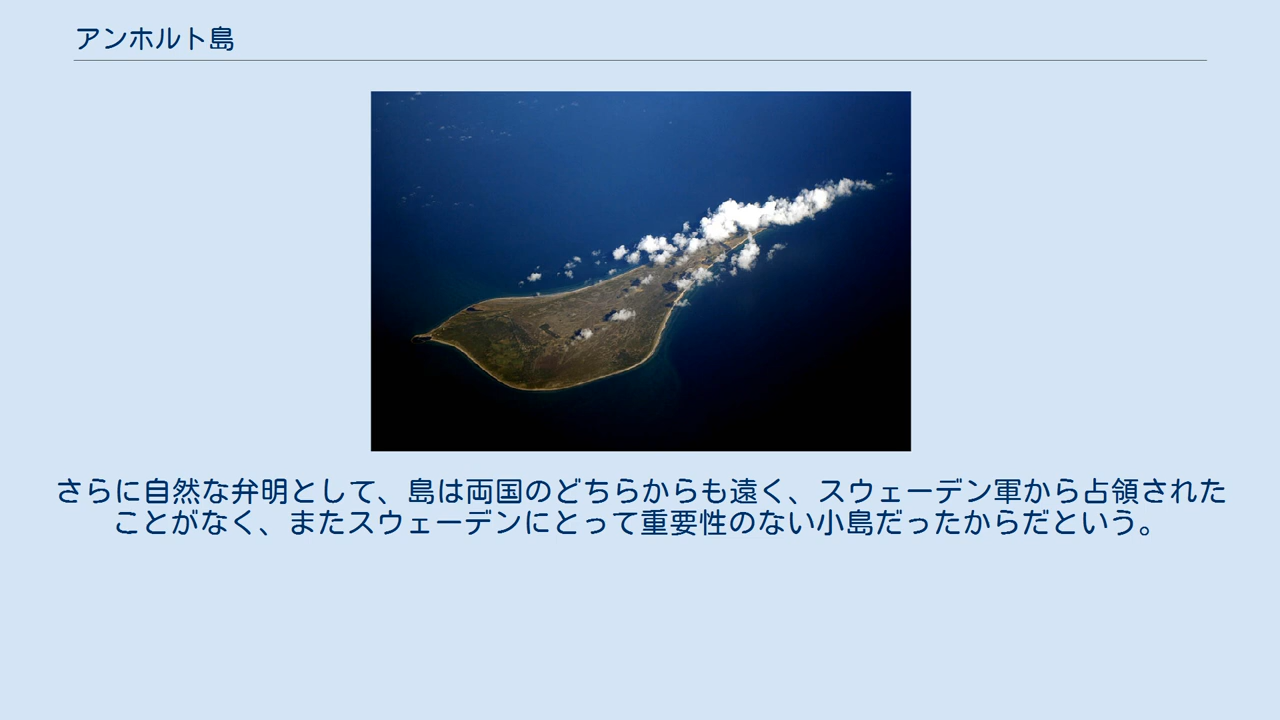 アンホルト島
さらに自然な弁明として、島は両国のどちらからも遠く、スウェーデン軍から占領された
ことがなく、またスウェーデンにとって重要性のない小島だったからだという。